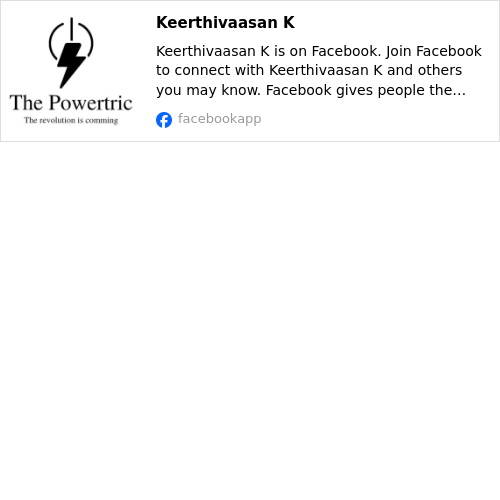 Keerthivaasan K
Keerthivaasan K is on Facebook. Join Facebook
to connect with Keerthivaasan K and others
you may know. Facebook gives people the...
facebookapp
The Powertric
The revolution is comming